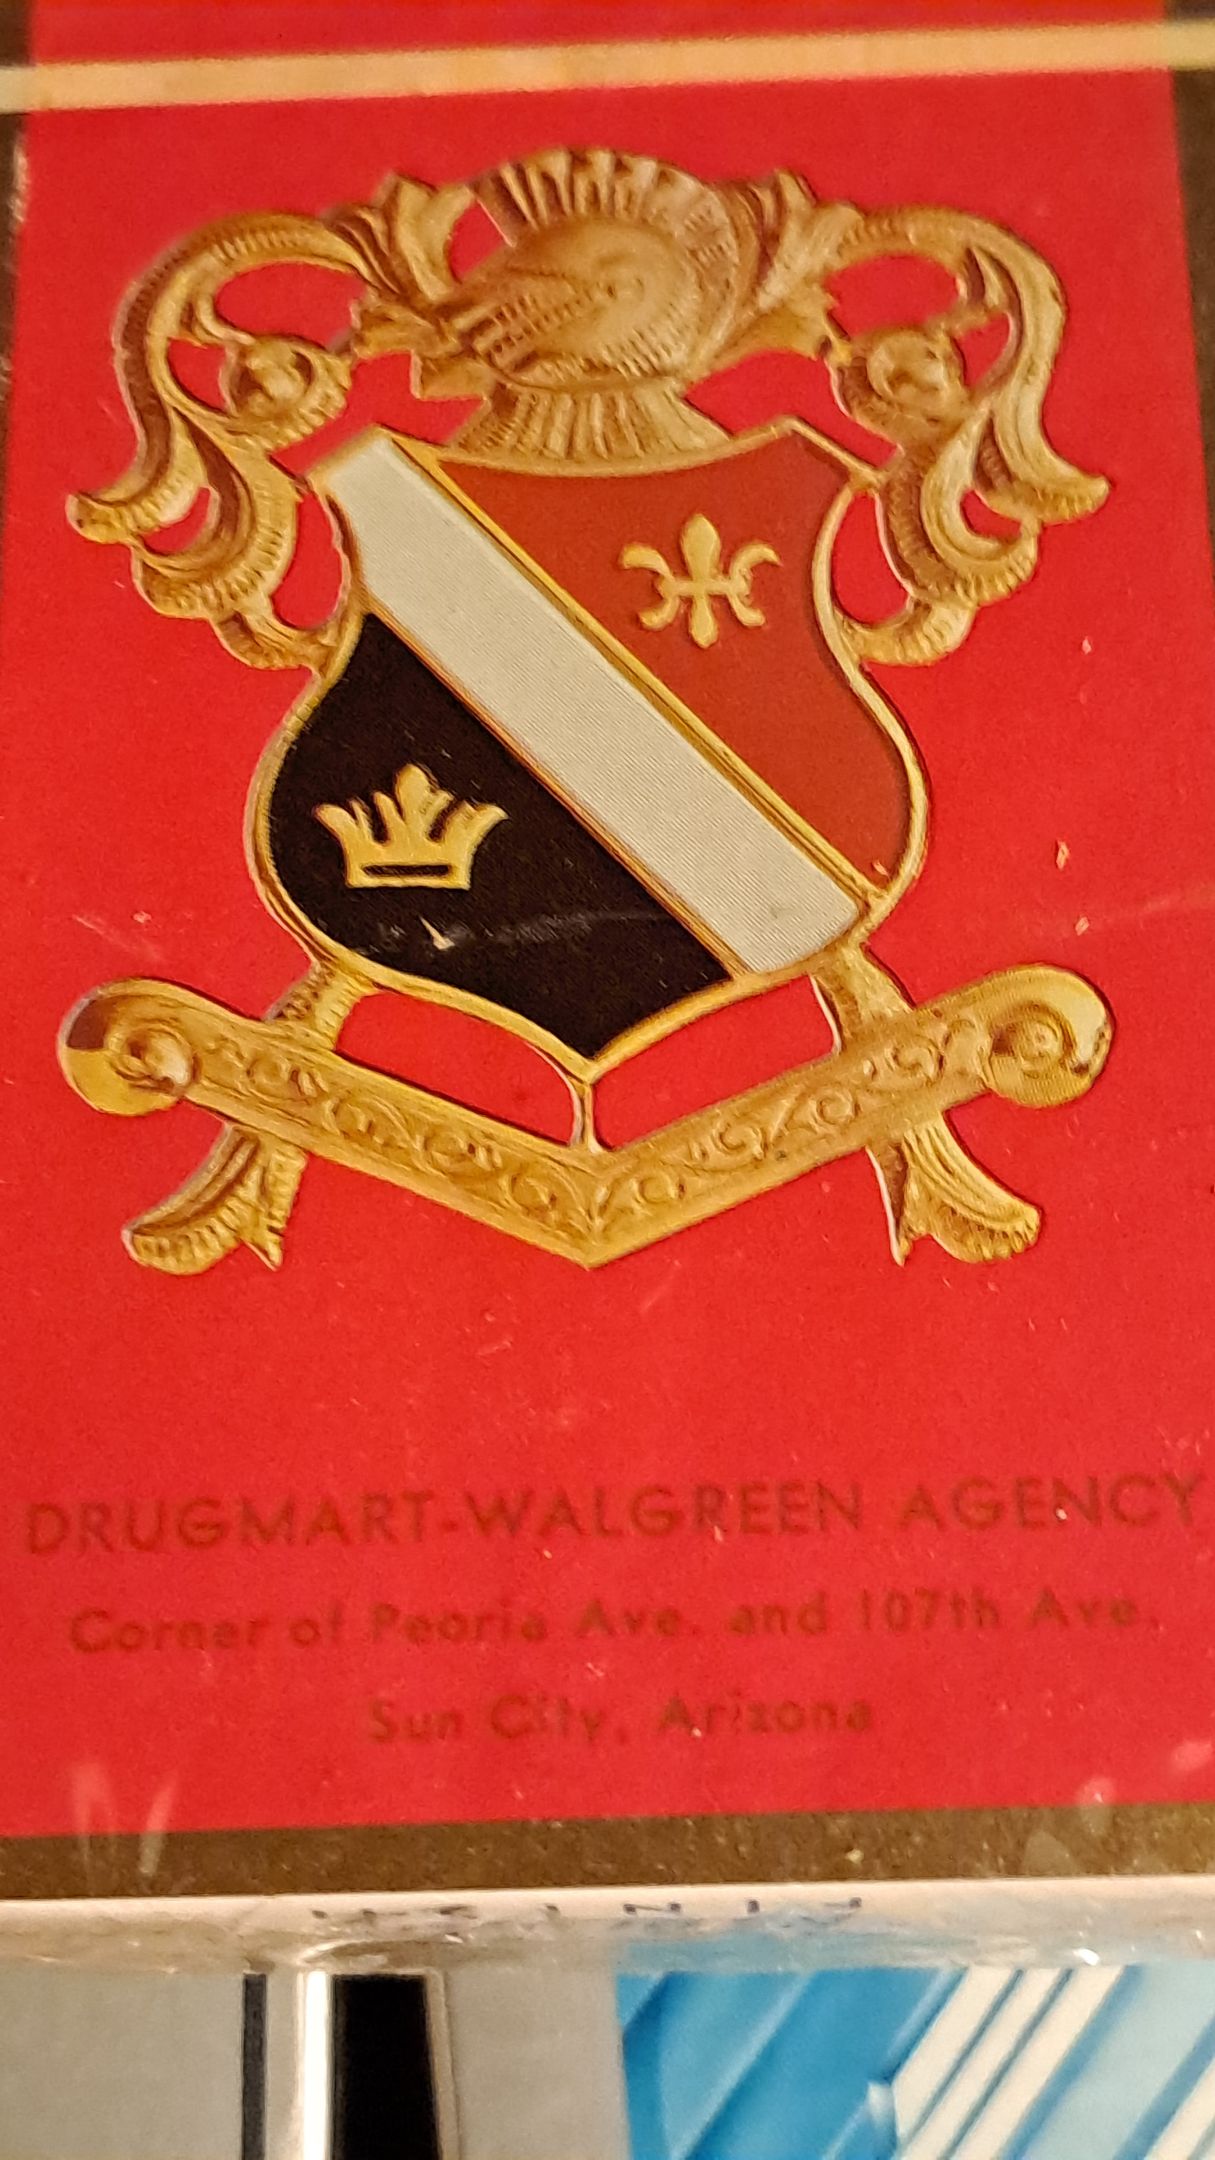 DRUGMART-WALGREEN AGENCY
Corner of Peoria Ave. and 107th Ave.
Sun City, Arizona